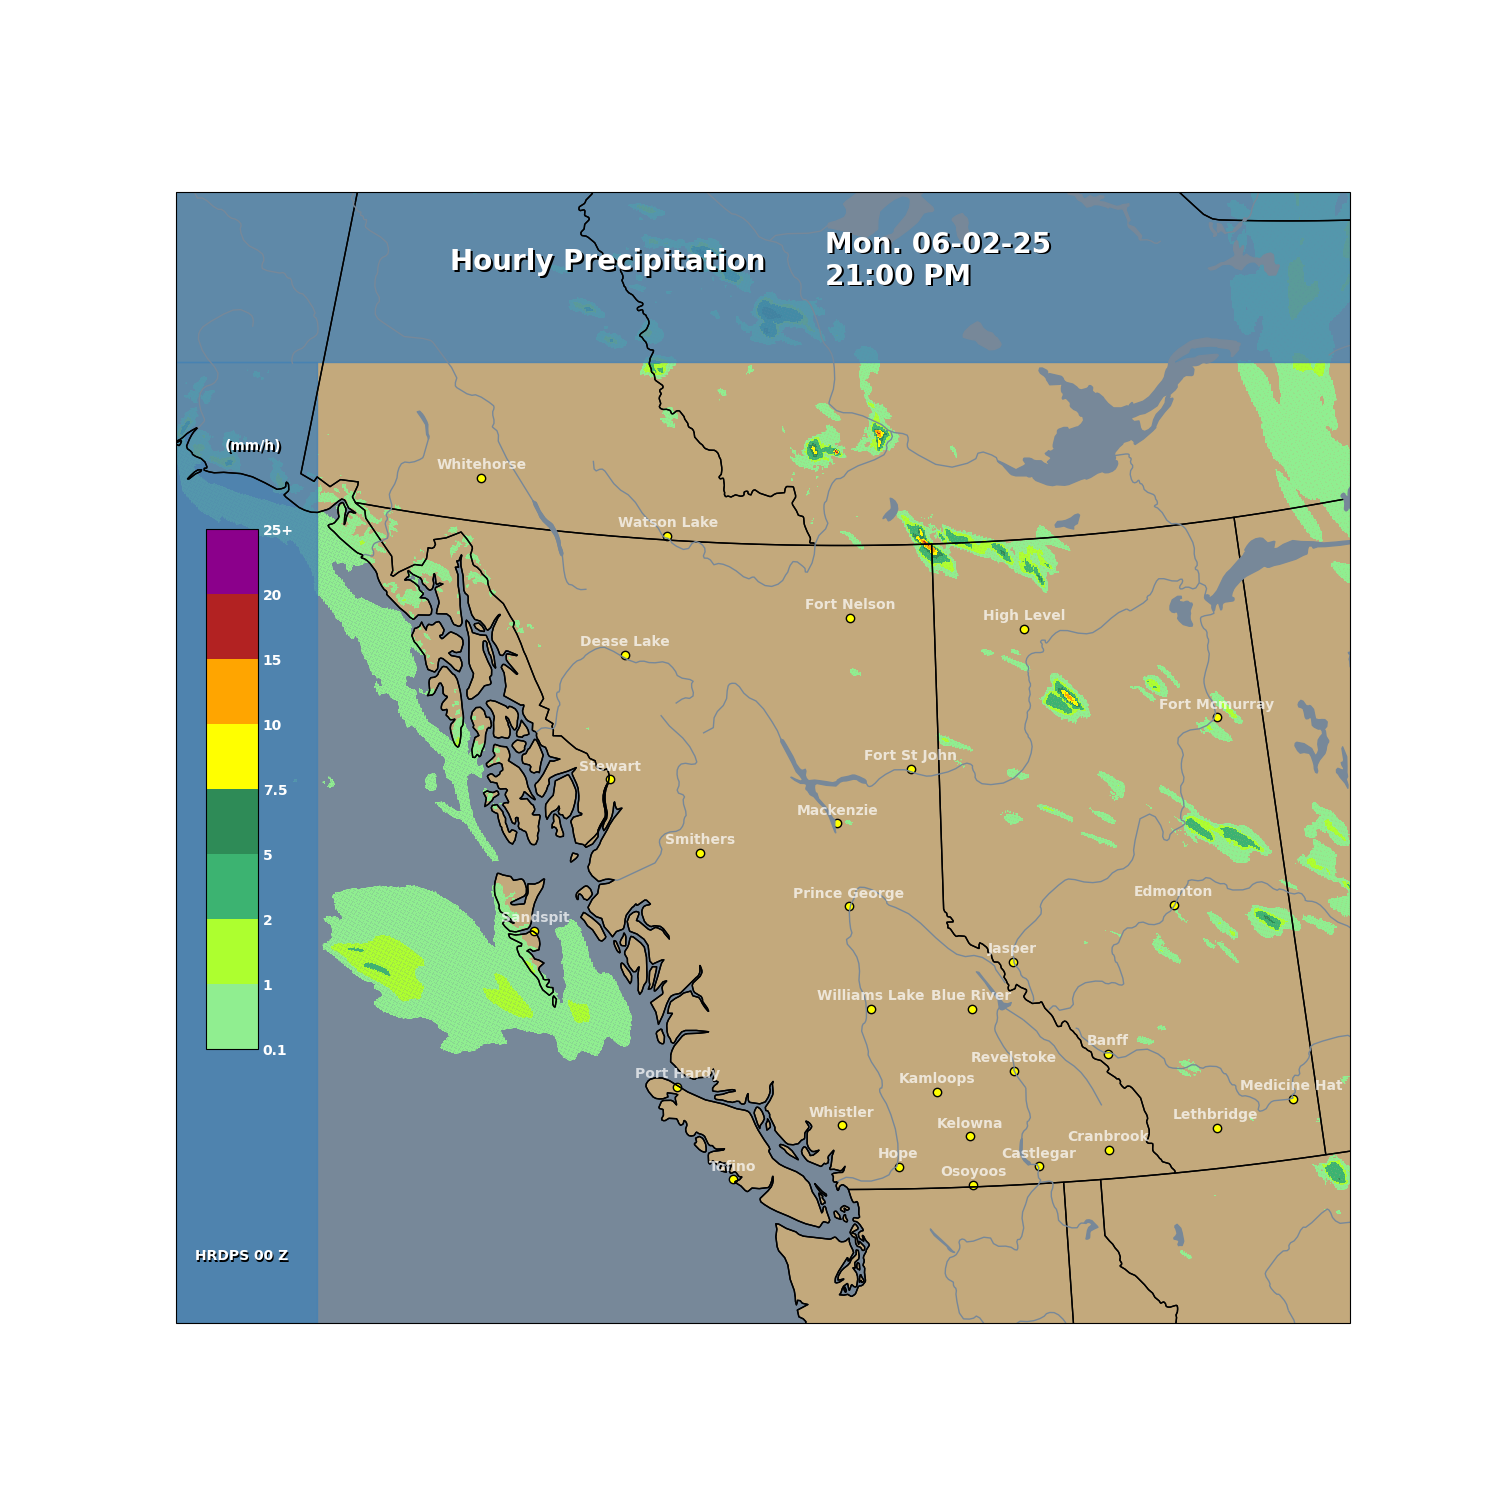 Hourly Precipitation
Mon. 06-02-25
21:00 PM
(mm/h)
25+
20
15
10
7.5
5
2
1
0.1
Whitehorse
Watson Lake
Fort Nelson
High Level
Dease Lake
Fort Mcmurray
Fort St John
Stewart
Mackenzie
Smithers
Prince George
Edmonton
Sandspit
Jasper
Williams Lake
Blue River
Banff
Revelstoke
Port Hardy
Kamloops
Medicine Hat
Whistler
Lethbridge
Kelowna
Cranbrook
Hope
Castlegar
Tofino
Osoyoos
HRDPS 00 Z